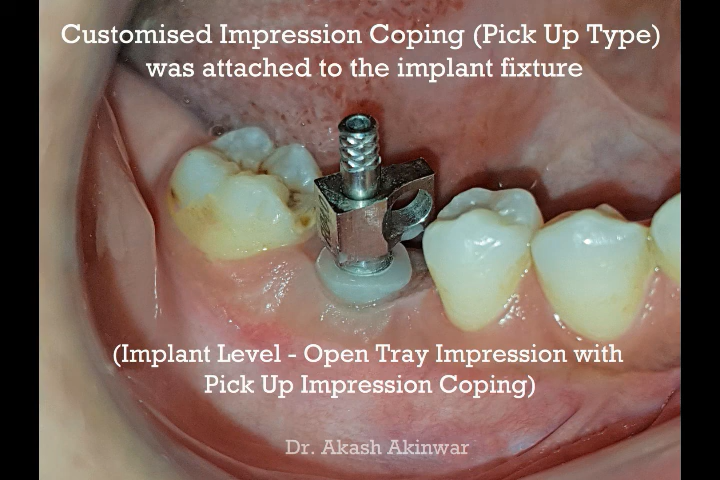 Customised Impression Coping (Pick Up Type)
was attached to the implant fixture
(Implant Level - Open Tray Impression with
Pick Up Impression Coping)
Dr. Akash Akinwar